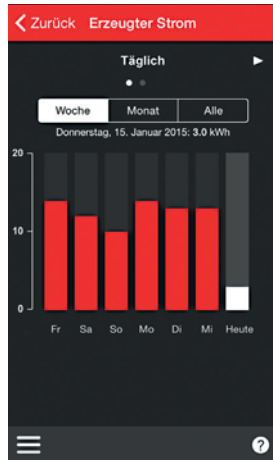 Zurück Erzeugter Strom
Täglich
Woche Monat Alle
Donnerstag, 15. Januar 2015: 3.0 kWh
20
10
0
Fr Sa So Mo Di Mi Heute
?